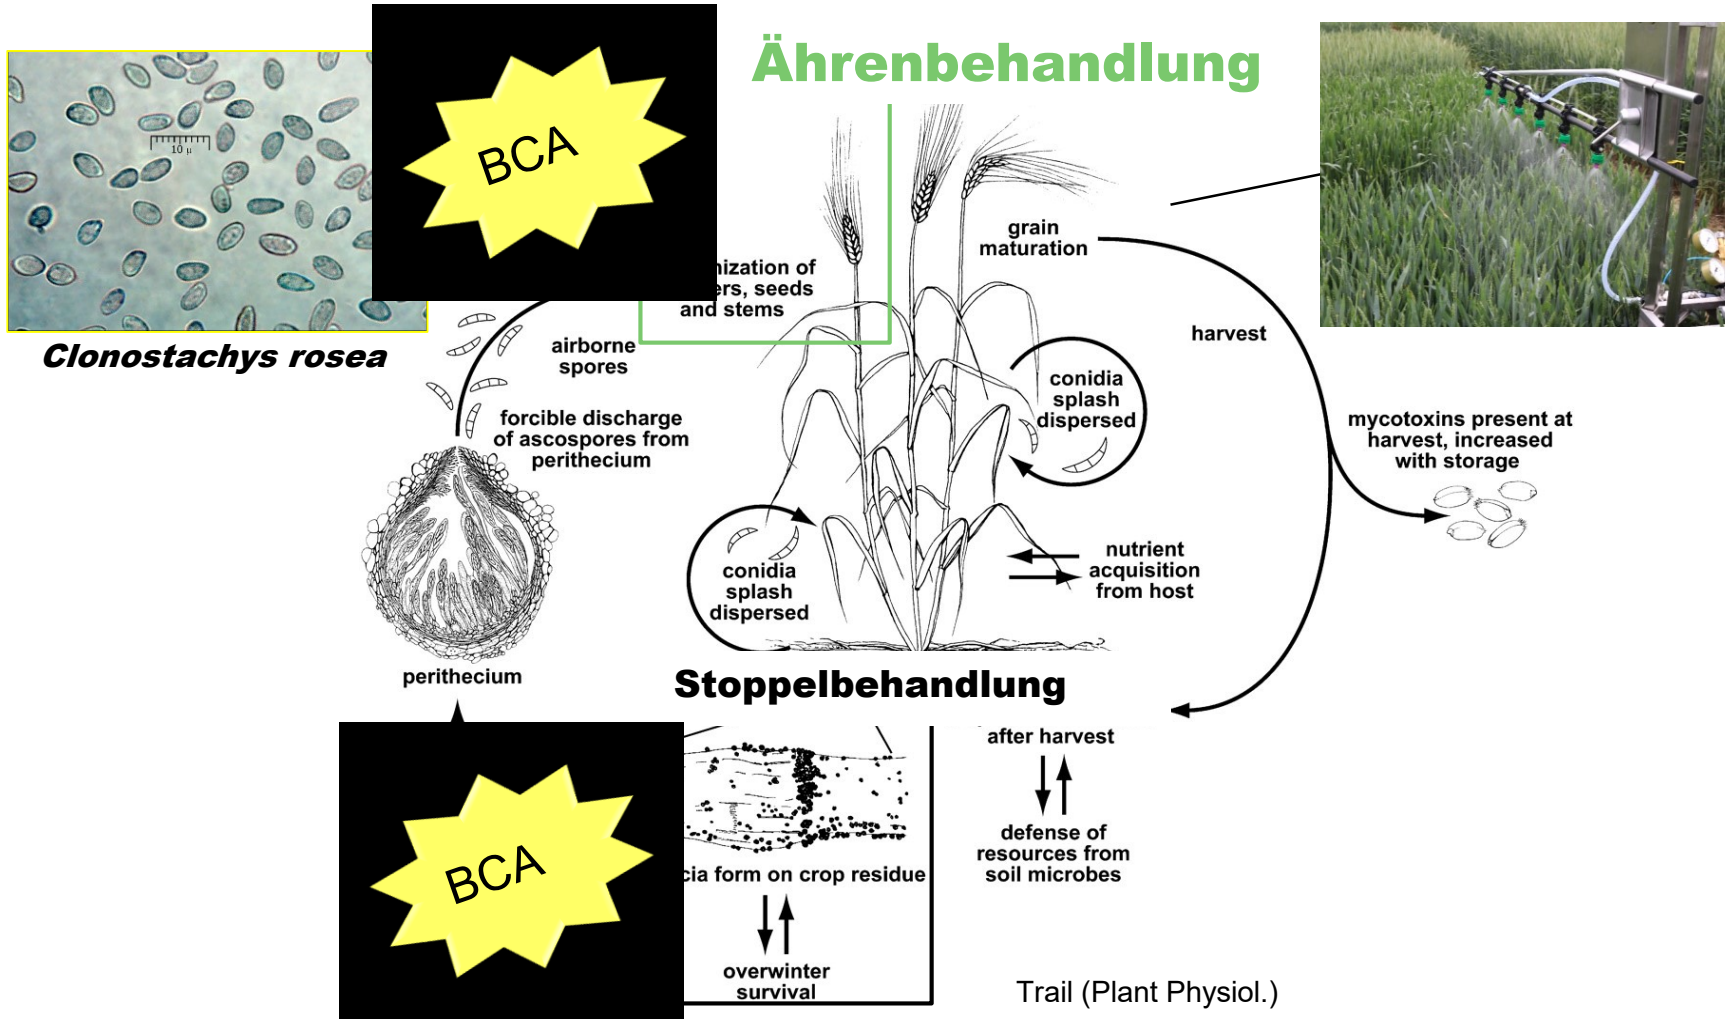 Ährenbehandlung
BCA
10 µ
Clonostachys rosea
nization of
ers, seeds
and stems
airborne
spores
forcible discharge
of ascospores from
perithecium
perithecium
grain
maturation
harvest
conidia
splash
dispersed
mycotoxins present at
harvest, increased
with storage
conidia
splash
dispersed
nutrient
acquisition
from host
Stoppelbehandlung
BCA
cia form on crop residue
overwinter
survival
after harvest
defense of
resources from
soil microbes
Trail (Plant Physiol.)